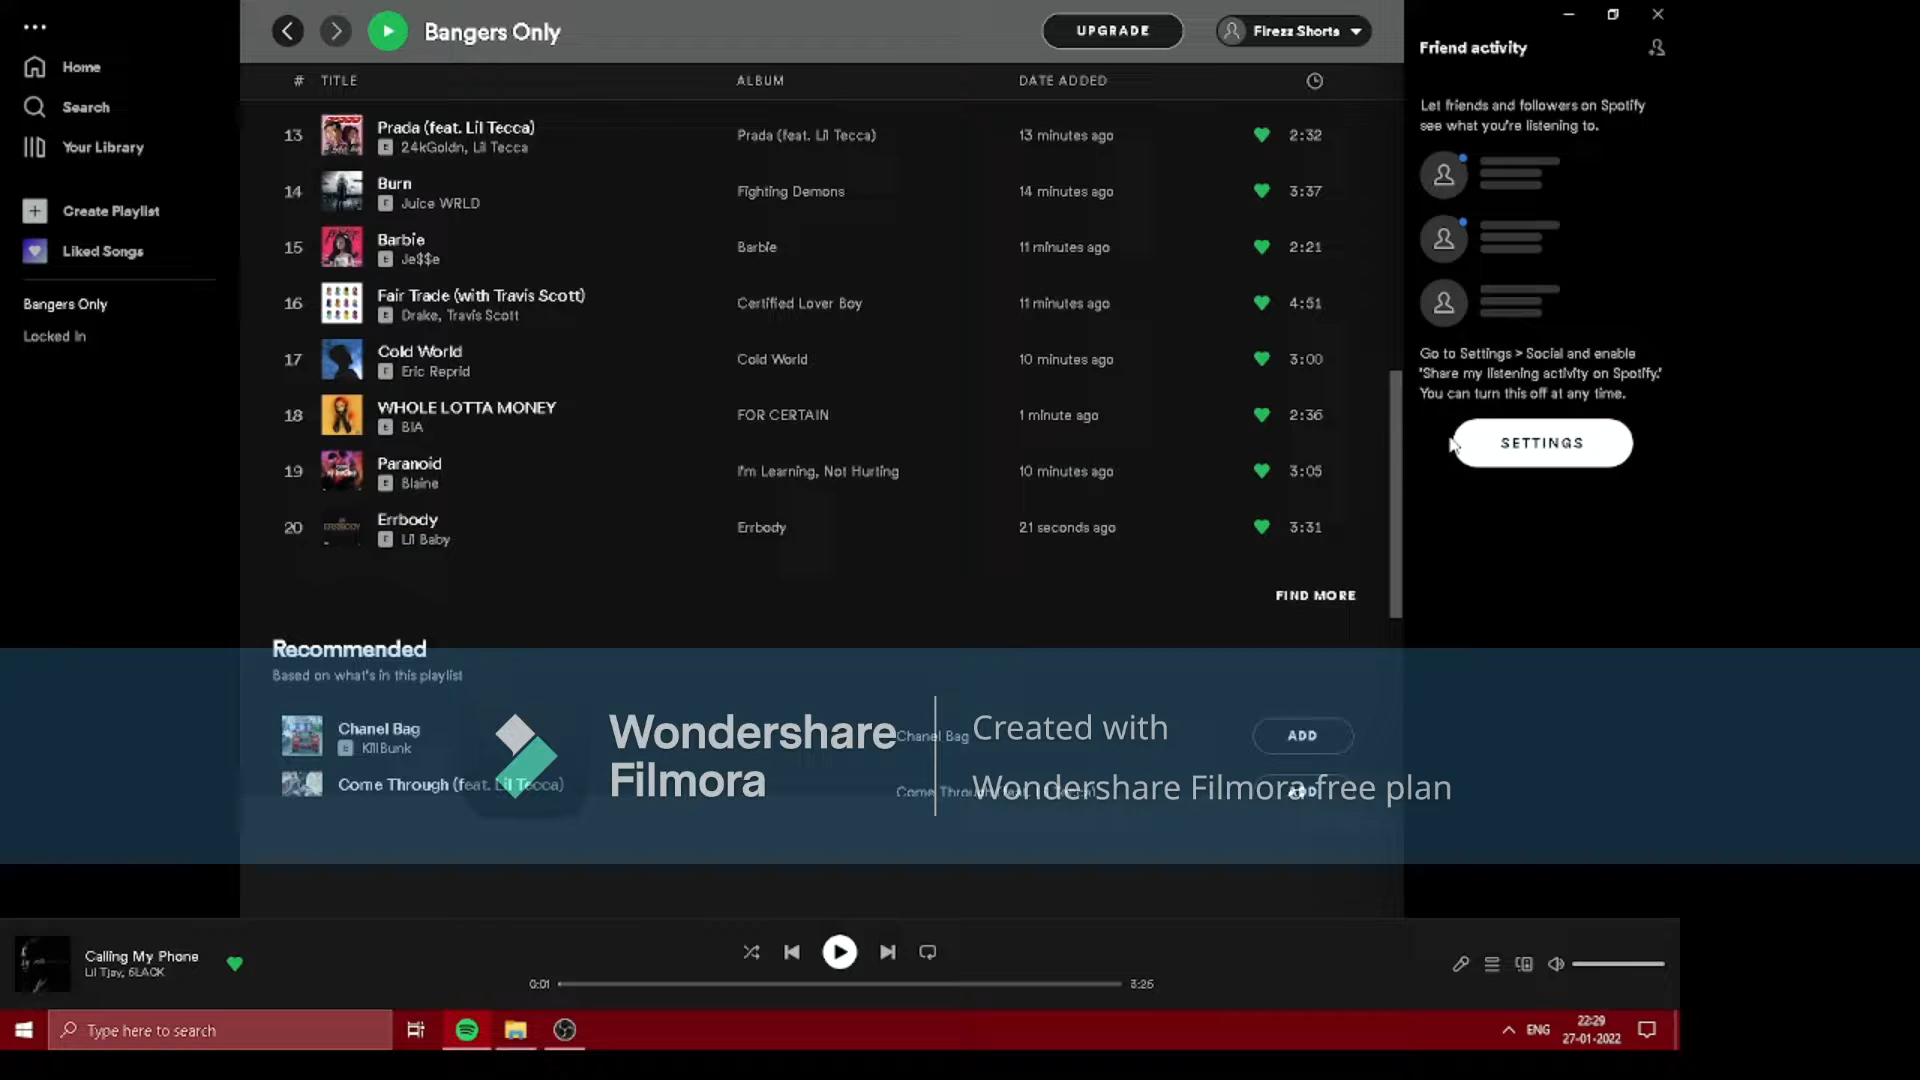 Home
Search
Your Library
Create Playlist
Liked Songs
Bangers Only
Locked In
Bangers Only
UPGRADE
Firezz Shorts
# TITLE ALBUM DATE ADDED
13 Prada (feat. Lil Tecca) Prada (feat. Lil Tecca) 13 minutes ago 2:32
E 24kGoldn, Lil Tecca
14 Burn Fighting Demons 14 minutes ago 3:37
E Juice WRLD
15 Barbie Barbie 11 minutes ago 2:21
E Je$$e
16 Fair Trade (with Travis Scott) Certified Lover Boy 11 minutes ago 4:51
E Drake, Travis Scott
17 Cold World Cold World 10 minutes ago 3:00
E Eric Reprid
18 WHOLE LOTTA MONEY FOR CERTAIN 1 minute ago 2:36
E BIA
19 Paranoid I'm Learning, Not Hurting 10 minutes ago 3:05
E Blaine
20 Errbody Errbody 21 seconds ago 3:31
E Lil Baby
FIND MORE
Recommended
Based on what's in this playlist
Chanel Bag Chanel Bag ADD
E KillBunk
Come Through (feat. Lil Tecca) Come Through ADD
Wondershare
Filmora
Created with
Wondershare Filmora free plan
Friend activity
Let friends and followers on Spotify
see what you're listening to.
Go to Settings > Social and enable
'Share my listening activity on Spotify.'
You can turn this off at any time.
SETTINGS
Calling My Phone
Lil Tjay, 6LACK
0:01 3:25
Type here to search
ENG
22:29
27-01-2022